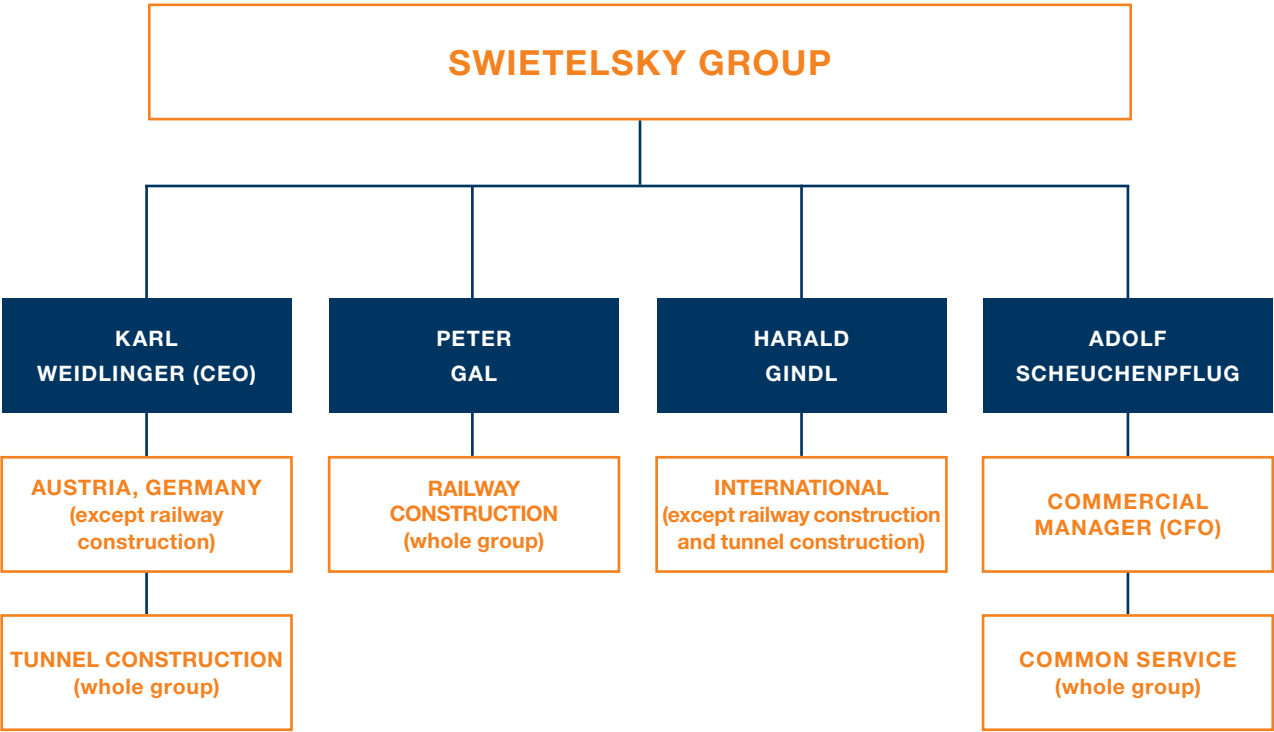 SWIETELSKY GROUP
KARL
WEIDLINGER (CEO)
PETER
GAL
HARALD
GINDL
ADOLF
SCHEUCHENPFLUG
AUSTRIA, GERMANY
(except railway
construction)
RAILWAY
CONSTRUCTION
(whole group)
INTERNATIONAL
(except railway construction
and tunnel construction)
COMMERCIAL
MANAGER (CFO)
TUNNEL CONSTRUCTION
(whole group)
COMMON SERVICE
(whole group)